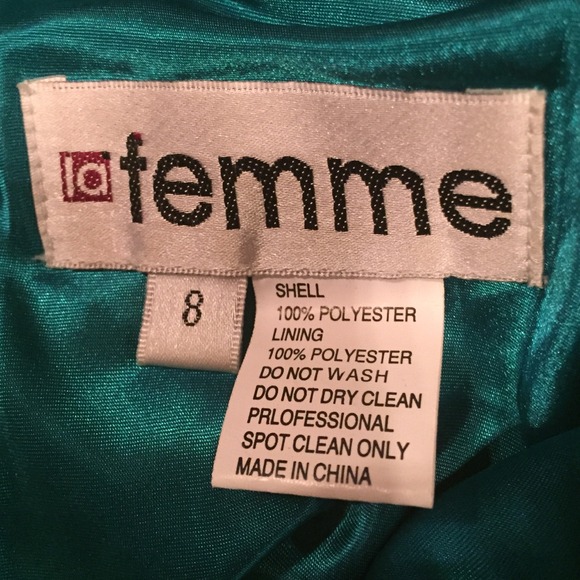 la femme
8
SHELL
100% POLYESTER
LINING
100% POLYESTER
DO NOT WASH
DO NOT DRY CLEAN
PRLOFESSIONAL
SPOT CLEAN ONLY
MADE IN CHINA